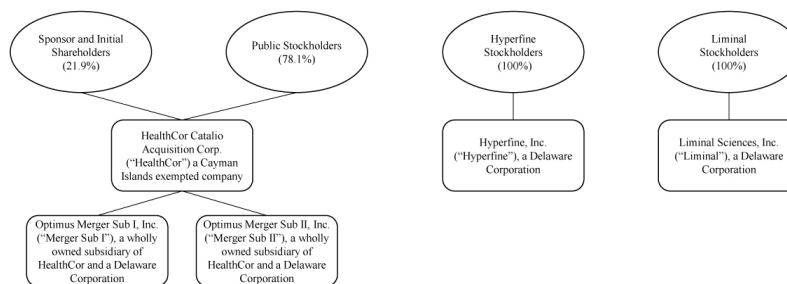 Sponsor and Initial
Shareholders
(21.9%)
Public Stockholders
(78.1%)
Hyperfine
Stockholders
(100%)
Liminal
Stockholders
(100%)
HealthCor Catalio
Acquisition Corp.
(“HealthCor”) a Cayman
Islands exempted company
Hyperfine, Inc.
(“Hyperfine”), a Delaware
Corporation
Liminal Sciences, Inc.
(“Liminal”), a Delaware
Corporation
Optimus Merger Sub I, Inc.
(“Merger Sub I”), a wholly
owned subsidiary of
HealthCor and a Delaware
Corporation
Optimus Merger Sub II, Inc.
(“Merger Sub II”), a wholly
owned subsidiary of
HealthCor and a Delaware
Corporation